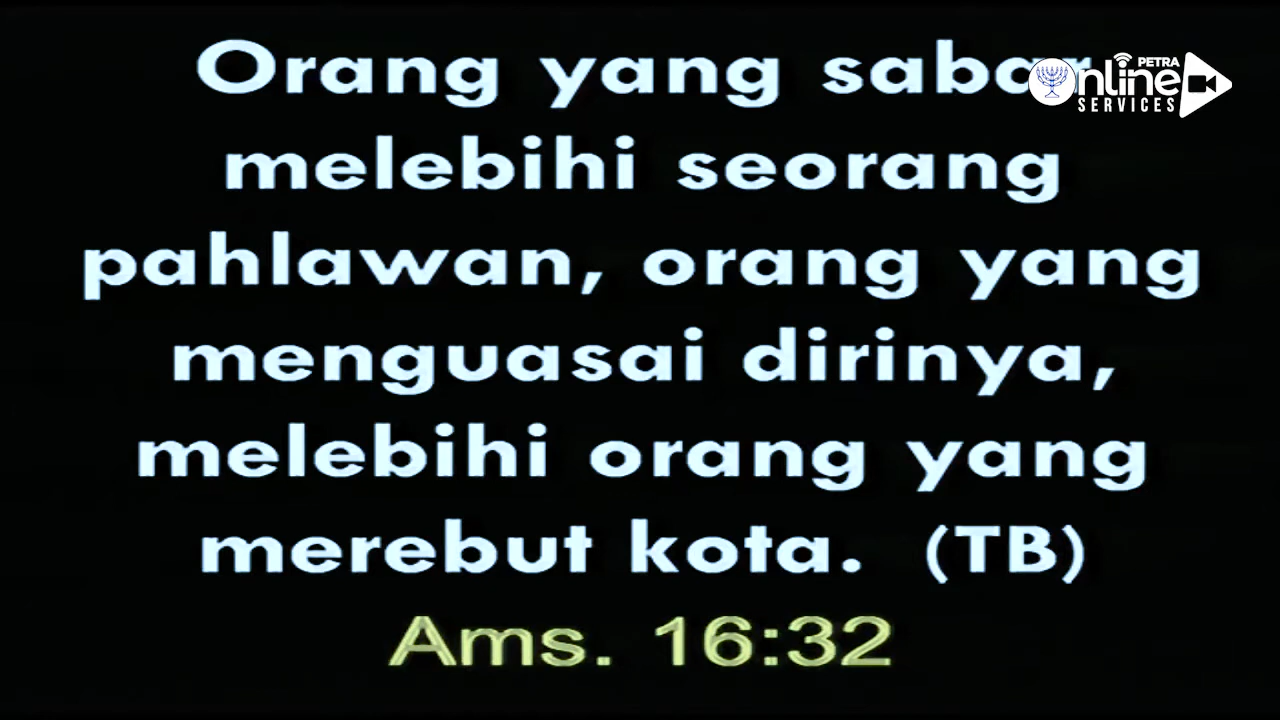 Orang yang sabar
melebihi seorang
pahlawan, orang yang
menguasai dirinya,
melebihi orang yang
merebut kota. (TB)
Ams. 16:32
PETRA
Online
SERVICES